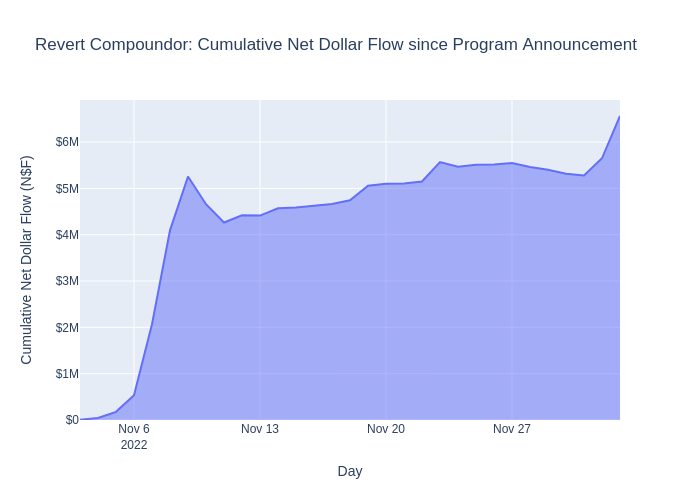 Revert Compoundor: Cumulative Net Dollar Flow since Program Announcement
Cumulative Net Dollar Flow (N$F)
$6M
$5M
$4M
$3M
$2M
$1M
$0
Nov 6
2022
Nov 13
Nov 20
Nov 27
Day